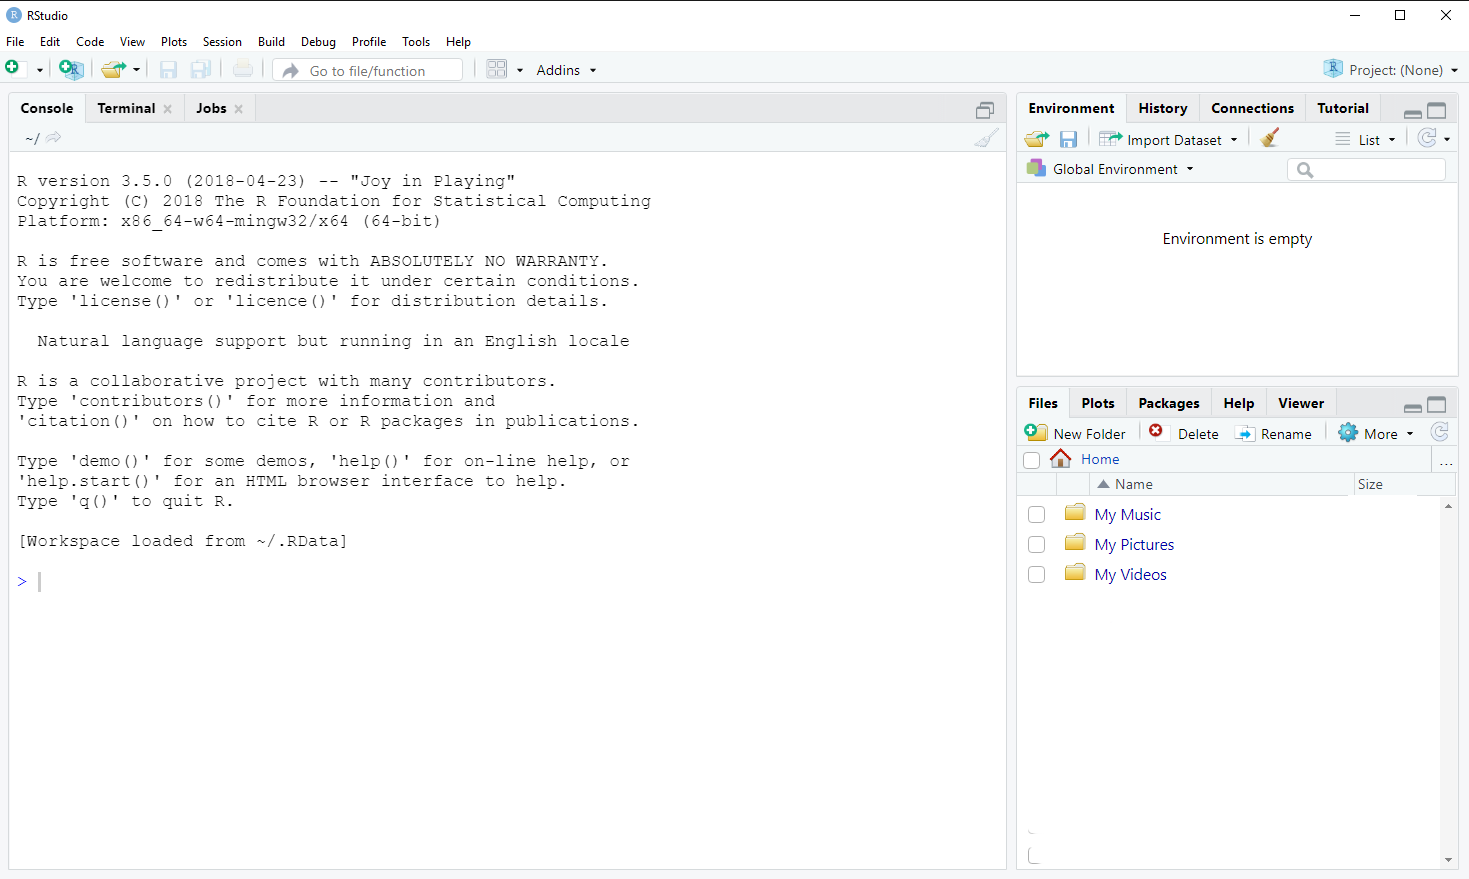 RStudio
File Edit Code View Plots Session Build Debug Profile Tools Help
Go to file/function Addins Project: (None)
Console Terminal Jobs
~/
R version 3.5.0 (2018-04-23) -- "Joy in Playing"
Copyright (C) 2018 The R Foundation for Statistical Computing
Platform: x86_64-w64-mingw32/x64 (64-bit)
R is free software and comes with ABSOLUTELY NO WARRANTY.
You are welcome to redistribute it under certain conditions.
Type 'license()' or 'licence()' for distribution details.
Natural language support but running in an English locale
R is a collaborative project with many contributors.
Type 'contributors()' for more information and
'citation()' on how to cite R or R packages in publications.
Type 'demo()' for some demos, 'help()' for on-line help, or
'help.start()' for an HTML browser interface to help.
Type 'q()' to quit R.
[Workspace loaded from ~/.RData]
>
Environment History Connections Tutorial
Import Dataset List
Global Environment
Environment is empty
Files Plots Packages Help Viewer
New Folder Delete Rename More
Home ...
Name Size
My Music
My Pictures
My Videos